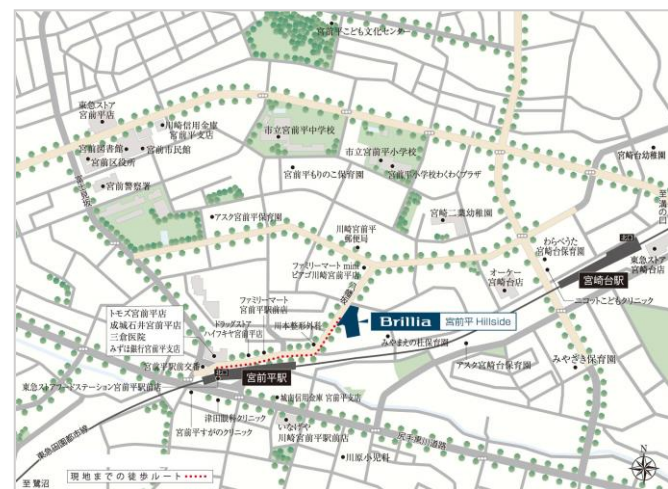 宮前平こども文化センター
東急ストア
宮前平店
川崎信用金庫
宮前平支店
宮前図書館
宮前市民館
宮前区役所
宮前警察署
市立宮前平中学校
市立宮前平小学校
宮前平小学校わくわくプラザ
宮前平もりのこ保育園
宮崎台幼稚園
至溝の口
アスク宮前平保育園
宮崎二葉幼稚園
川崎宮前平
郵便局
わらべうた
宮崎台保育園
東急ストア
宮崎台店
宮崎台駅
ファミリーマート mini
ピアゴ川崎宮前平店
オーケー
宮崎台店
ニコットこどもクリニック
ファミリーマート
宮前平駅前店
トモズ宮前平店
成城石井宮前平店
三倉医院
みずほ銀行宮前平支店
ドラッグストア
ハイフキヤ宮前平店
川本整形外科
Brillia 宮前平 Hillside
みやまえの杜保育園
アスク宮崎台保育園
みやざき保育園
宮前平駅前交番
宮前平駅
東急ストアフードステーション宮前平駅前店
城南信用金庫 宮前平支店
津田眼科クリニック
宮前平すがのクリニック
いなげや
川崎宮前平駅前店
尻手黒川道路
川原小児科
東急田園都市線
至 鷺沼
現地までの徒歩ルート
N